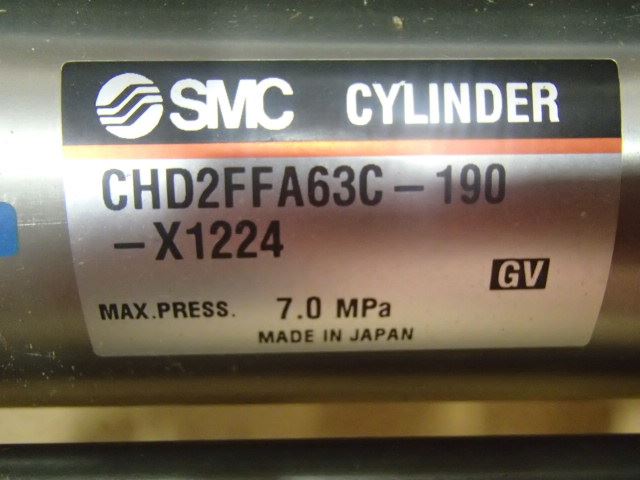 SMC CYLINDER
CHD2FFA63C-190
-X1224
GV
MAX.PRESS. 7.0 MPa
MADE IN JAPAN